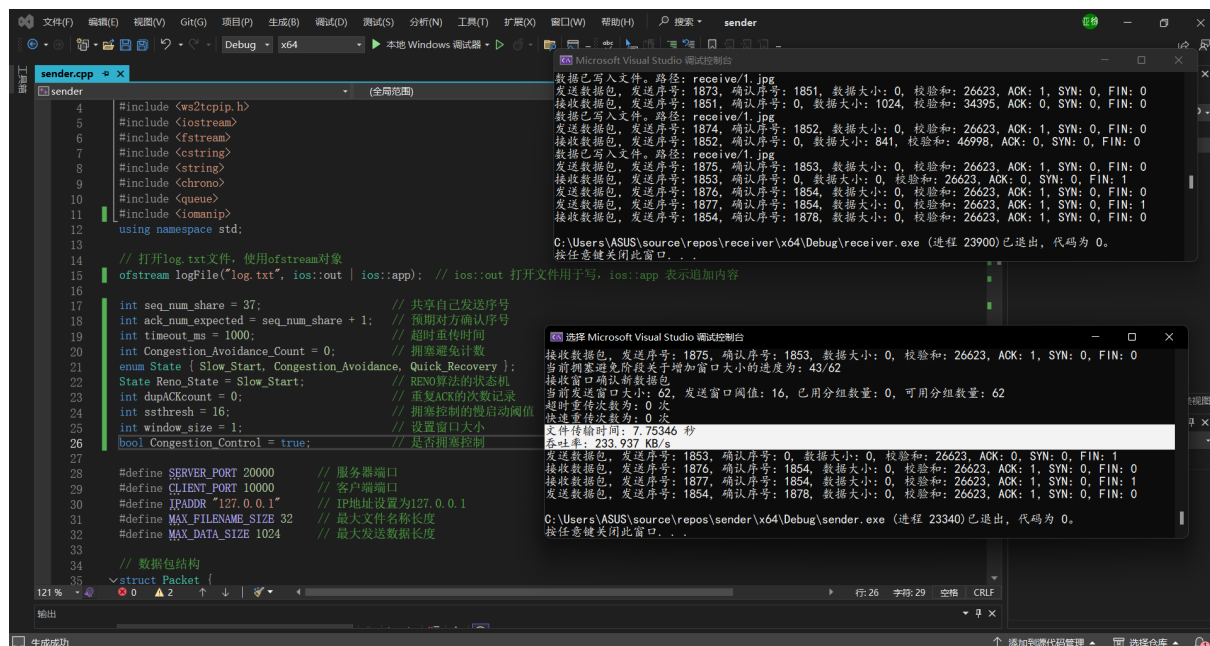 文件(F) 编辑(E) 视图(V) Git(G) 项目(P) 生成(B) 调试(D) 测试(S) 分析(N) 工具(T) 扩展(X) 窗口(W) 帮助(H) 搜索 sender
Debug x64 本地 Windows 调试器
sender.cpp
sender (全局范围)
4 #include <ws2tcpip.h>
5 #include <iostream>
6 #include <fstream>
7 #include <cstring>
8 #include <string>
9 #include <chrono>
10 #include <queue>
11 #include <iomanip>
12 using namespace std;
13
14 // 打开log.txt文件，使用ofstream对象
15 ofstream logFile("log.txt", ios::out | ios::app); // ios::out 打开文件用于写，ios::app 表示追加内容
16
17 int seq_num_share = 37; // 共享自己发送序号
18 int ack_num_expected = seq_num_share + 1; // 预期对方确认序号
19 int timeout_ms = 1000; // 超时重传时间
20 int Congestion_Avoidance_Count = 0; // 拥塞避免计数
21 enum State { Slow_Start, Congestion_Avoidance, Quick_Recovery };
22 State Reno_State = Slow_Start; // RENO算法的状态机
23 int dupACKcount = 0; // 重复ACK的次数记录
24 int ssthresh = 16; // 拥塞控制的慢启动阈值
25 int window_size = 1; // 设置窗口大小
26 bool Congestion_Control = true; // 是否拥塞控制
27
28 #define SERVER_PORT 20000 // 服务器端口
29 #define CLIENT_PORT 10000 // 客户端端口
30 #define IPADDR "127.0.0.1" // IP地址设置为127.0.0.1
31 #define MAX_FILENAME_SIZE 32 // 最大文件名称长度
32 #define MAX_DATA_SIZE 1024 // 最大发送数据长度
33
34 // 数据包结构
35 struct Packet {
121 % 0 2 行: 26 字符: 29 空格 CRLF
输出
生成成功 添加到源代码管理 选择仓库
Microsoft Visual Studio 调试控制台
数据已写入文件。路径: receive/1.jpg
发送数据包, 发送序号: 1873, 确认序号: 1851, 数据大小: 0, 校验和: 26623, ACK: 1, SYN: 0, FIN: 0
接收数据包, 发送序号: 1851, 确认序号: 0, 数据大小: 1024, 校验和: 34395, ACK: 0, SYN: 0, FIN: 0
数据已写入文件。路径: receive/1.jpg
发送数据包, 发送序号: 1874, 确认序号: 1852, 数据大小: 0, 校验和: 26623, ACK: 1, SYN: 0, FIN: 0
接收数据包, 发送序号: 1852, 确认序号: 0, 数据大小: 841, 校验和: 46998, ACK: 0, SYN: 0, FIN: 0
数据已写入文件。路径: receive/1.jpg
发送数据包, 发送序号: 1875, 确认序号: 1853, 数据大小: 0, 校验和: 26623, ACK: 1, SYN: 0, FIN: 0
接收数据包, 发送序号: 1853, 确认序号: 0, 数据大小: 0, 校验和: 26623, ACK: 0, SYN: 0, FIN: 1
发送数据包, 发送序号: 1876, 确认序号: 1854, 数据大小: 0, 校验和: 26623, ACK: 1, SYN: 0, FIN: 0
发送数据包, 发送序号: 1877, 确认序号: 1854, 数据大小: 0, 校验和: 26623, ACK: 0, SYN: 0, FIN: 1
接收数据包, 发送序号: 1854, 确认序号: 1878, 数据大小: 0, 校验和: 26623, ACK: 1, SYN: 0, FIN: 0
C:\Users\ASUS\source\repos\receiver\x64\Debug\receiver.exe (进程 23900)已退出, 代码为 0。
按任意键关闭此窗口. . .
选择 Microsoft Visual Studio 调试控制台
接收数据包, 发送序号: 1875, 确认序号: 1853, 数据大小: 0, 校验和: 26623, ACK: 1, SYN: 0, FIN: 0
当前拥塞避免阶段关于增加窗口大小的进度为: 43/62
接收窗口确认新数据包
当前发送窗口大小: 62, 发送窗口阈值: 16, 已用分组数量: 0, 可用分组数量: 62
超时重传次数为: 0 次
快速重传次数为: 0 次
文件传输时间: 7.75346 秒
吞吐率: 233.937 KB/s
发送数据包, 发送序号: 1853, 确认序号: 0, 数据大小: 0, 校验和: 26623, ACK: 0, SYN: 0, FIN: 1
接收数据包, 发送序号: 1876, 确认序号: 1854, 数据大小: 0, 校验和: 26623, ACK: 1, SYN: 0, FIN: 0
接收数据包, 发送序号: 1877, 确认序号: 1854, 数据大小: 0, 校验和: 26623, ACK: 0, SYN: 0, FIN: 1
发送数据包, 发送序号: 1854, 确认序号: 1878, 数据大小: 0, 校验和: 26623, ACK: 1, SYN: 0, FIN: 0
C:\Users\ASUS\source\repos\sender\x64\Debug\sender.exe (进程 23340)已退出, 代码为 0。
按任意键关闭此窗口. . .